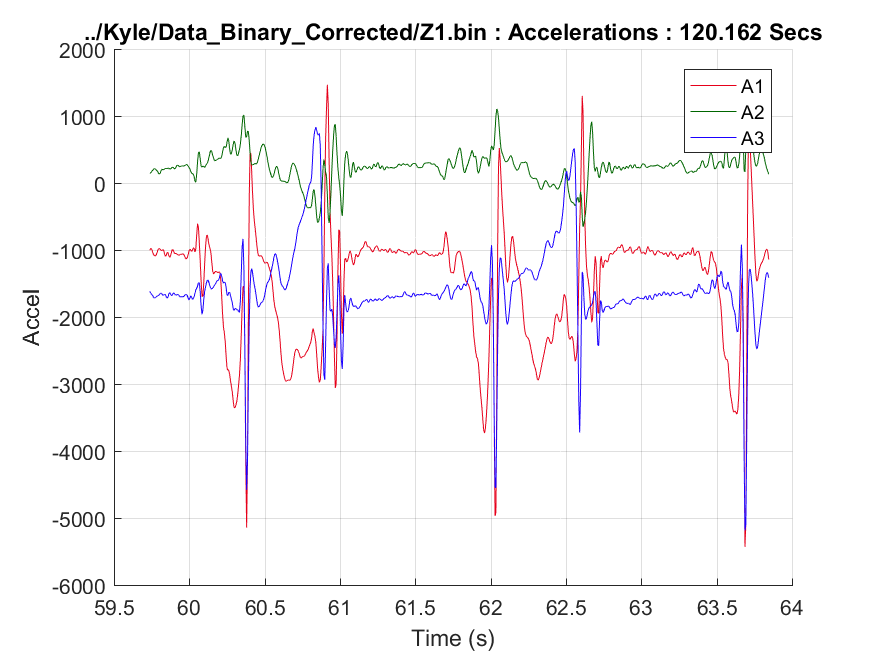 ../Kyle/Data_Binary_Corrected/Z1.bin : Accelerations : 120.162 Secs
2000
1000
0
-1000
-2000
-3000
-4000
-5000
-6000
Accel
A1
A2
A3
59.5 60 60.5 61 61.5 62 62.5 63 63.5 64
Time (s)